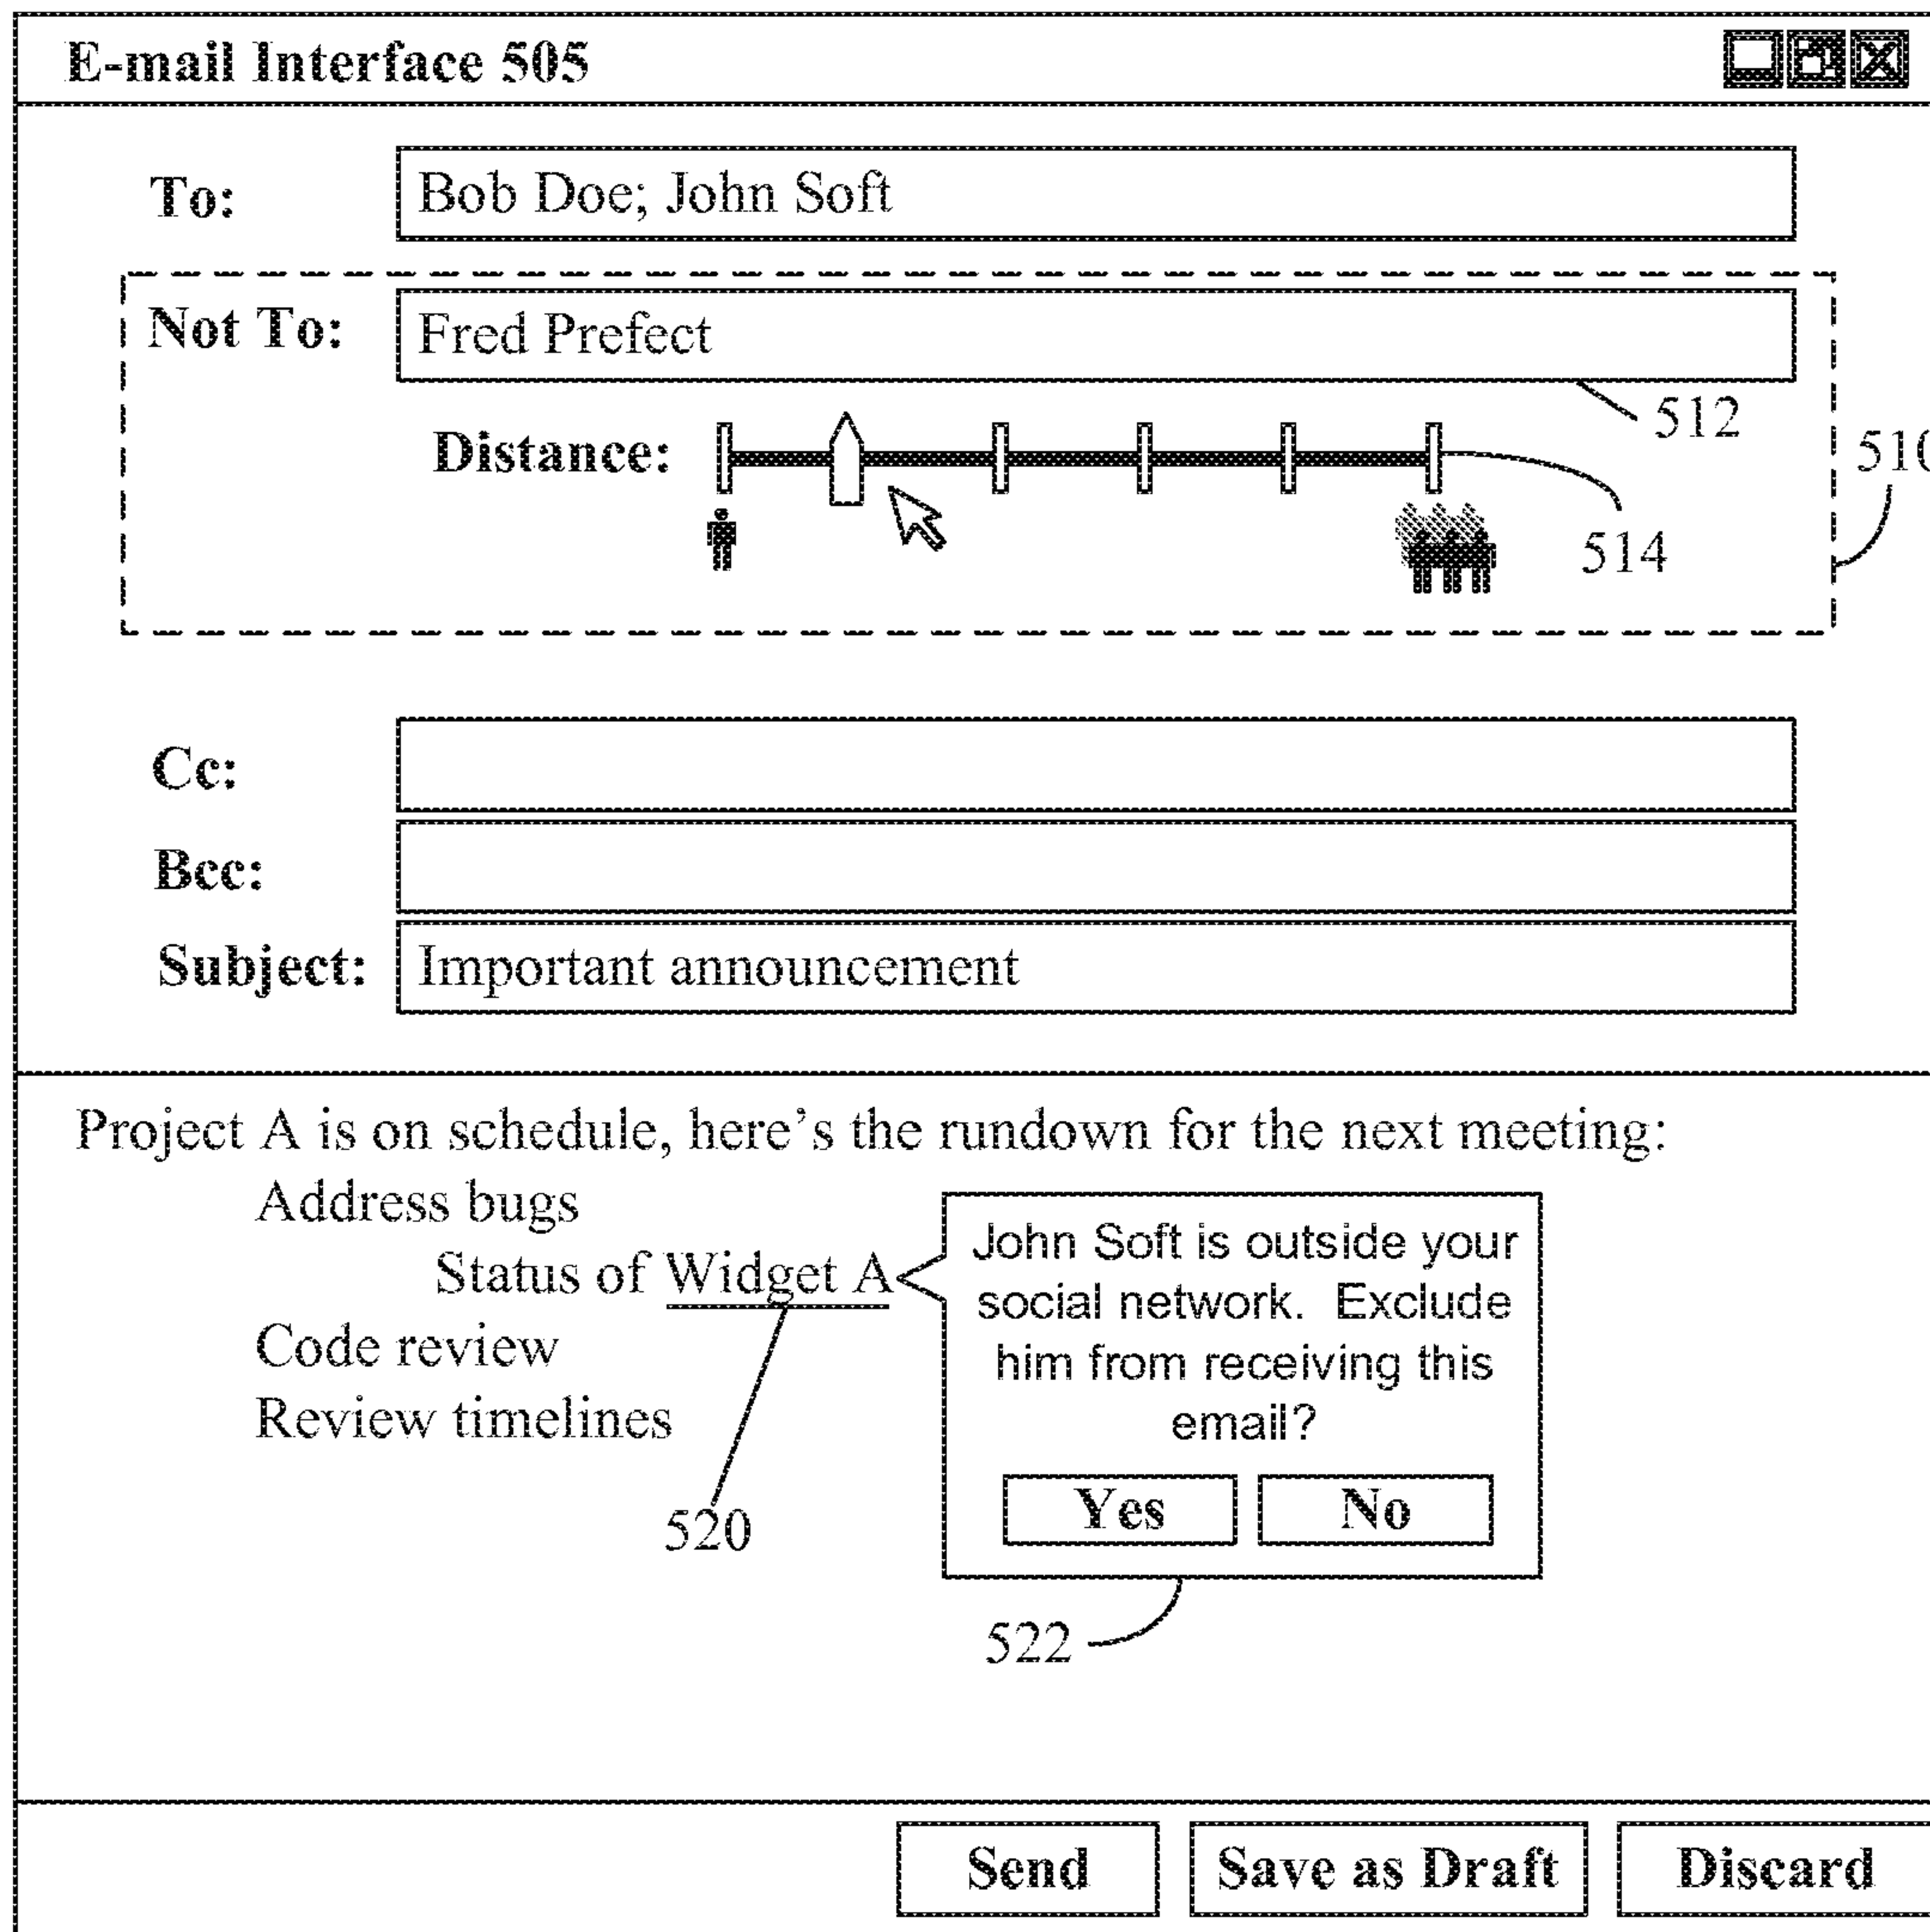 E-mail Interface 505
To: Bob Doe; John Soft
Not To: Fred Prefect
512
Distance:
510
514
Cc:
Bcc:
Subject: Important announcement
Project A is on schedule, here's the rundown for the next meeting:
Address bugs
Status of Widget A
Code review
Review timelines
520
John Soft is outside your
social network. Exclude
him from receiving this
email?
Yes No
522
Send Save as Draft Discard